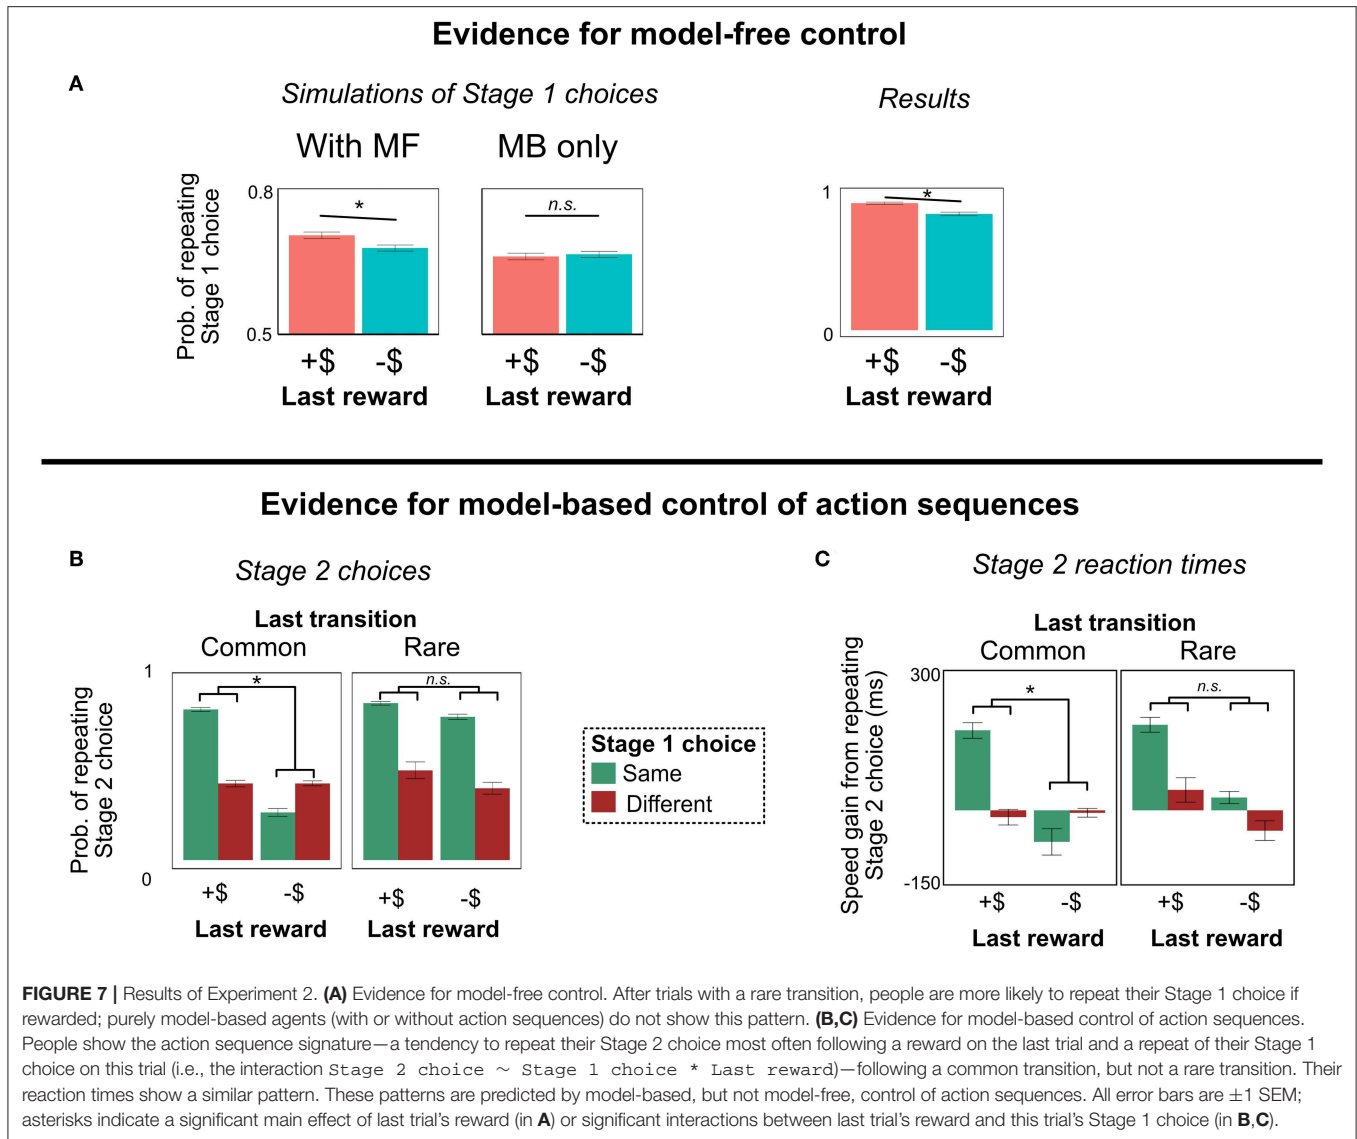 Evidence for model-free control
A
Simulations of Stage 1 choices
Results
With MF
MB only
Prob. of repeating
Stage 1 choice
0.8
0.5
*
+$ -$
Last reward
n.s.
+$ -$
Last reward
1
0
*
+$ -$
Last reward
Evidence for model-based control of action sequences
B
Stage 2 choices
Last transition
Common Rare
Prob. of repeating
Stage 2 choice
1
0
*
n.s.
+$ -$
+$ -$
Last reward
Last reward
Stage 1 choice
Same
Different
C
Stage 2 reaction times
Last transition
Common Rare
Speed gain from repeating
Stage 2 choice (ms)
300
-150
*
n.s.
+$ -$
+$ -$
Last reward
Last reward
FIGURE 7 | Results of Experiment 2. (A) Evidence for model-free control. After trials with a rare transition, people are more likely to repeat their Stage 1 choice if
rewarded; purely model-based agents (with or without action sequences) do not show this pattern. (B,C) Evidence for model-based control of action sequences.
People show the action sequence signature—a tendency to repeat their Stage 2 choice most often following a reward on the last trial and a repeat of their Stage 1
choice on this trial (i.e., the interaction Stage 2 choice ∼ Stage 1 choice * Last reward)—following a common transition, but not a rare transition. Their
reaction times show a similar pattern. These patterns are predicted by model-based, but not model-free, control of action sequences. All error bars are ±1 SEM;
asterisks indicate a significant main effect of last trial's reward (in A) or significant interactions between last trial's reward and this trial's Stage 1 choice (in B,C).